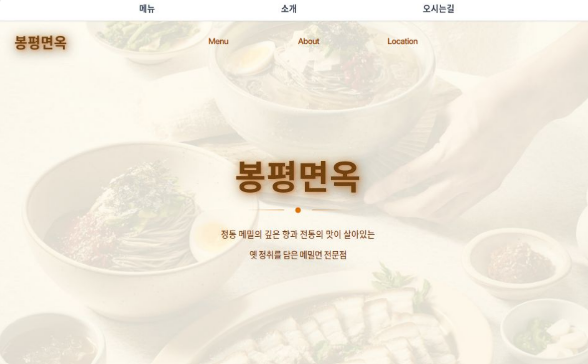 메뉴 소개 오시는길
봉평면옥 Menu About Location
봉평면옥
정통 메밀의 깊은 향과 전통의 맛이 살아있는
옛 정취를 담은 메밀면 전문점